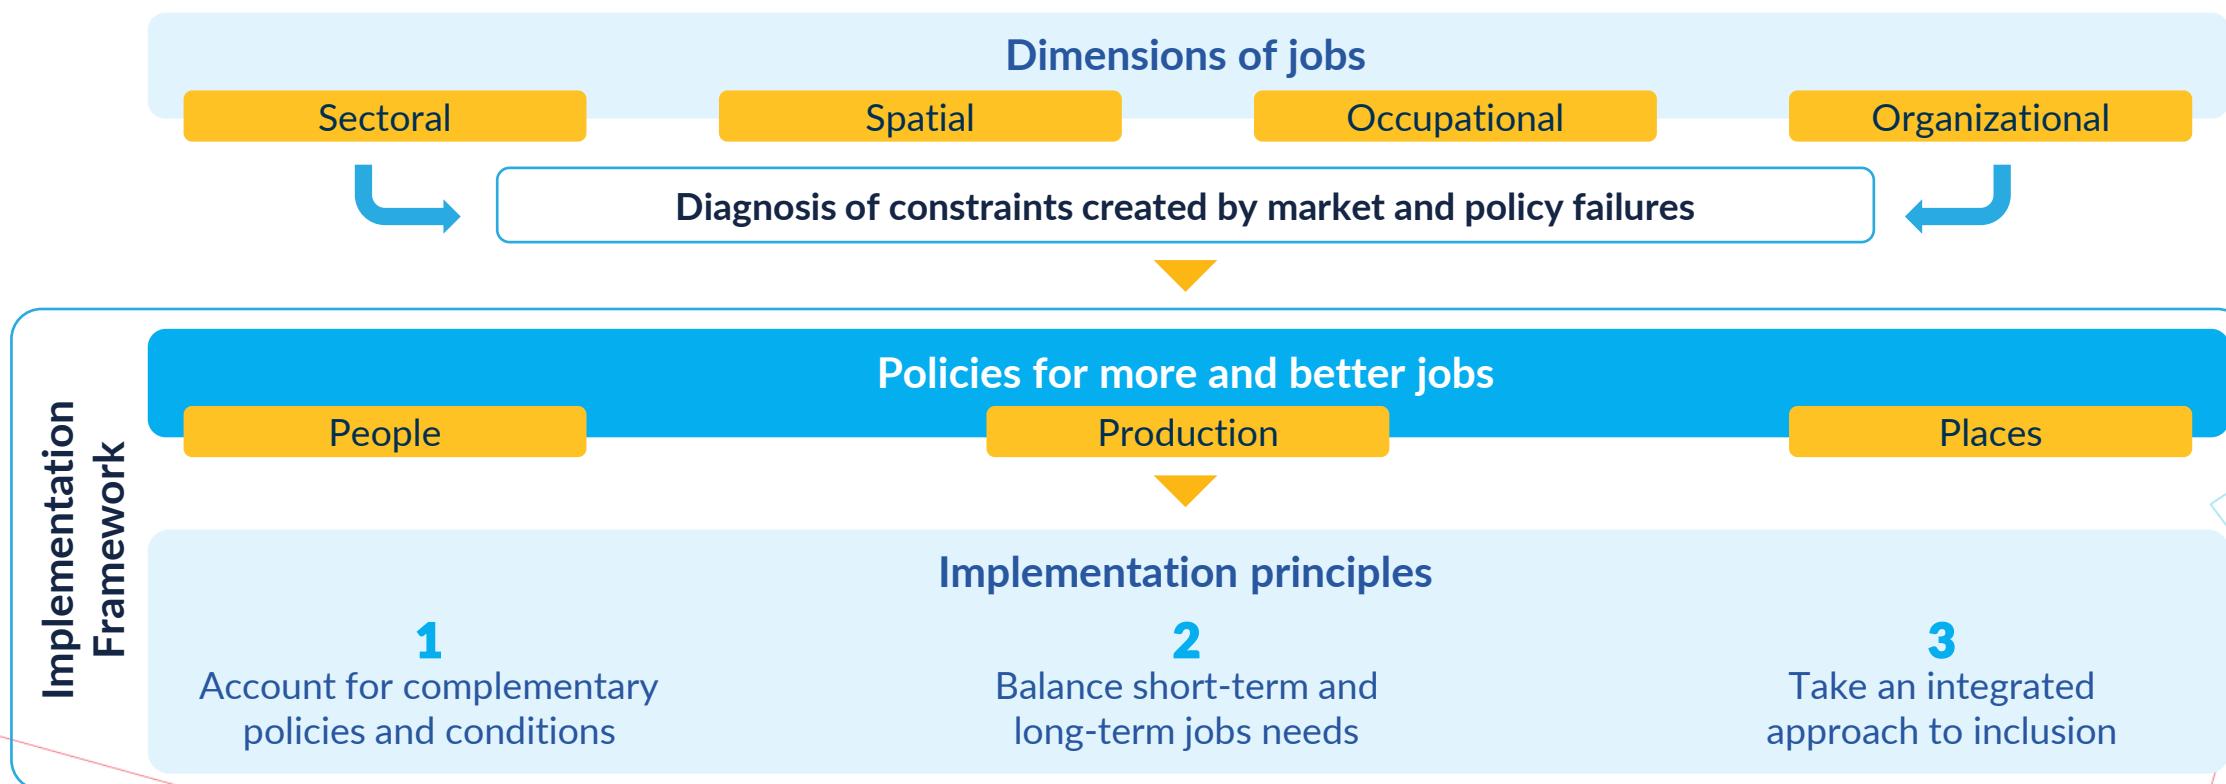 Dimensions of jobs
Sectoral
Spatial
Occupational
Organizational
Diagnosis of constraints created by market and policy failures
Implementation
Framework
Policies for more and better jobs
People
Production
Places
Implementation principles
1
Account for complementary
policies and conditions
2
Balance short-term and
long-term jobs needs
3
Take an integrated
approach to inclusion